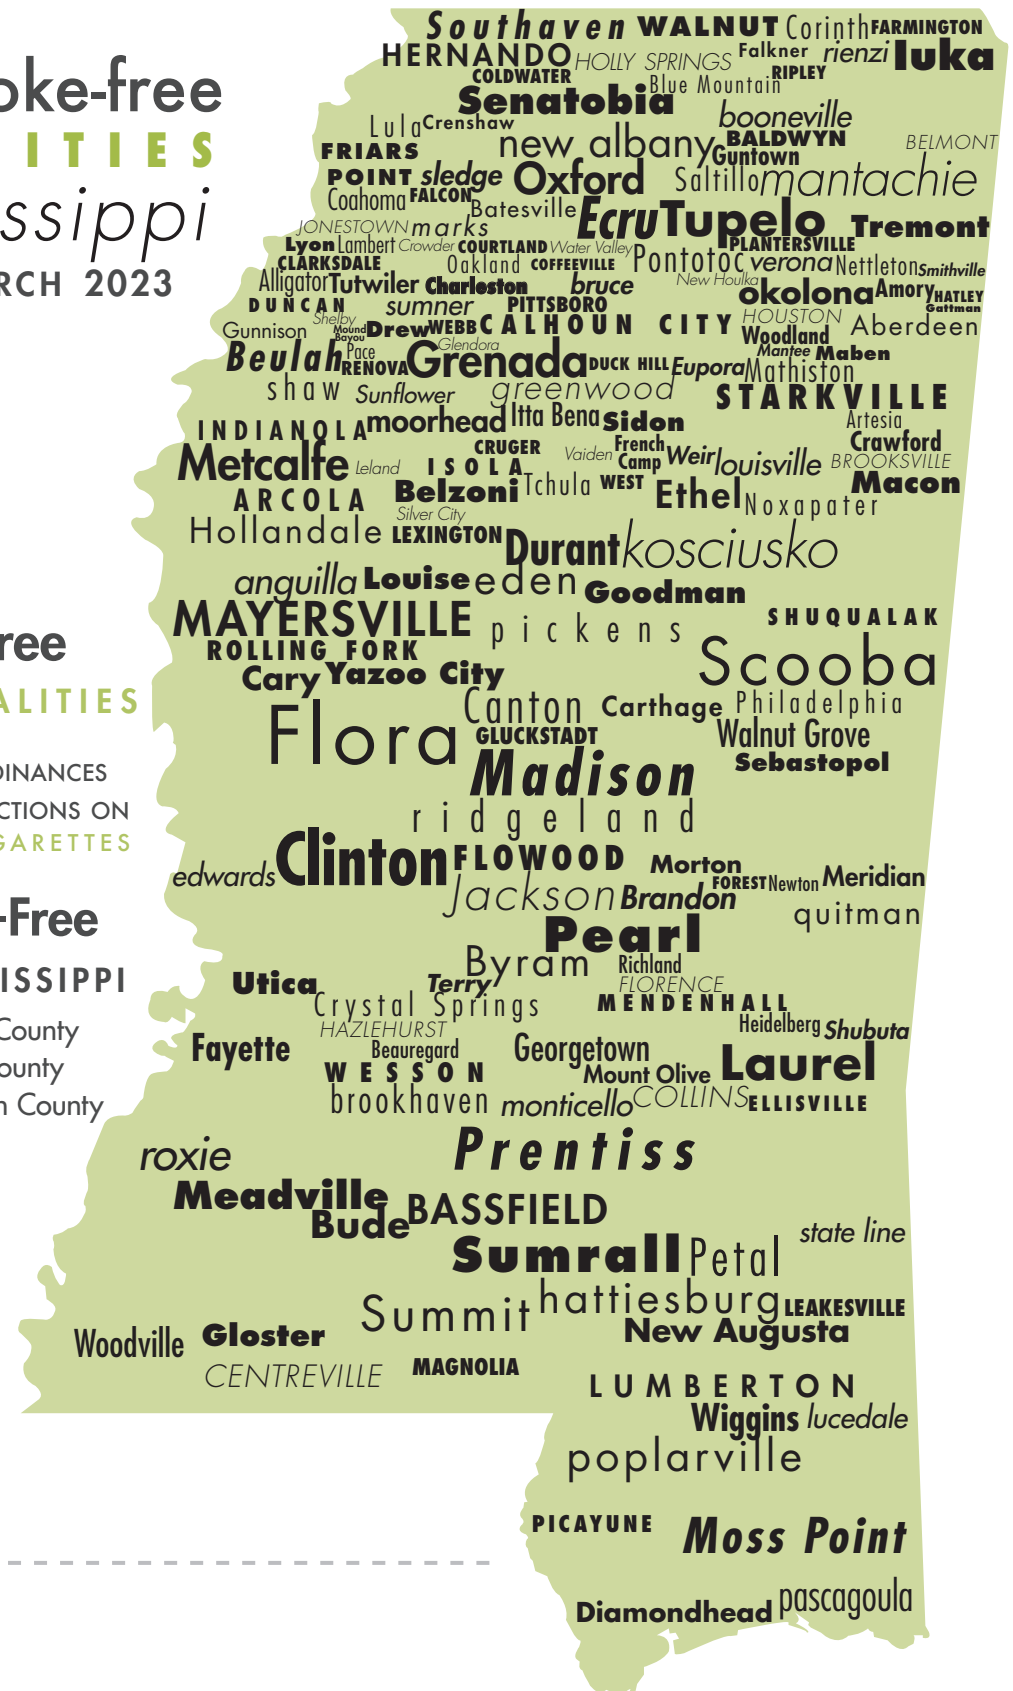 oke-free
ITIES
ssippi
RCH 2023
ree
ALITIES
DINANCES
CTIONS ON
GARETTES
-Free
ISSIPPI
County
ounty
n County
Southaven WALNUT Corinth FARMINGTON
HERNANDO HOLLY SPRINGS Falkner rienzi Iuka
COLDWATER Blue Mountain RIPLEY
Senatobia booneville
Lula Crenshaw new albany BALDWYN BELMONT
FRIARS POINT sledge Oxford Guntown Saltillo mantachie
Coahoma FALCON Batesville Ecru Tupelo Tremont
JONESTOWN marks
Lyon Lambert Crowder COURTLAND Water Valley Pontotoc PLANTERSVILLE
CLARKSDALE Oakland COFFEEVILLE verona Nettleton Smithville
Alligator Tutwiler Charleston bruce New Houlka okolona Amory HATLEY
DUNCAN sumner PITTSBORO Gattman
Gunnison Shelby Mound Bayou Drew WEBB CALHOUN CITY HOUSTON Aberdeen
Beulah Pace Glendora Woodland
RENOVA Grenada DUCK HILL Eupora Mantee Maben
shaw Sunflower greenwood Mathiston
STARKVILLE
INDIANOLA moorhead Itta Bena Sidon Artesia
CRUGER Vaiden French Camp Weir louisville Crawford
Metcalfe Leland ISOLA BROOKSVILLE
ARCOLA Belzoni Tchula WEST Ethel Noxapater Macon
Silver City
Hollandale LEXINGTON Durant kosciusko
anguilla Louise eden Goodman
MAYERSVILLE pickens SHUQUALAK
ROLLING FORK Scooba
Cary Yazoo City
Flora Canton Carthage Philadelphia
GLUCKSTADT Walnut Grove
Madison Sebastopol
ridgeland
edwards Clinton FLOWOOD Morton
Jackson Brandon FOREST Newton Meridian
Pearl quitman
Byram Richland
Utica Terry FLORENCE
Crystal Springs MENDENHALL
HAZLEHURST Heidelberg Shubuta
Fayette Beauregard Georgetown
WESSON Mount Olive Laurel
brookhaven monticello COLLINS ELLISVILLE
roxie Prentiss
Meadville BASSFIELD
Bude state line
Sumrall Petal
Summit hattiesburg LEAKESVILLE
Woodville Gloster New Augusta
CENTREVILLE MAGNOLIA
LUMBERTON
Wiggins lucedale
poplarville
PICAYUNE Moss Point
Diamondhead pascagoula